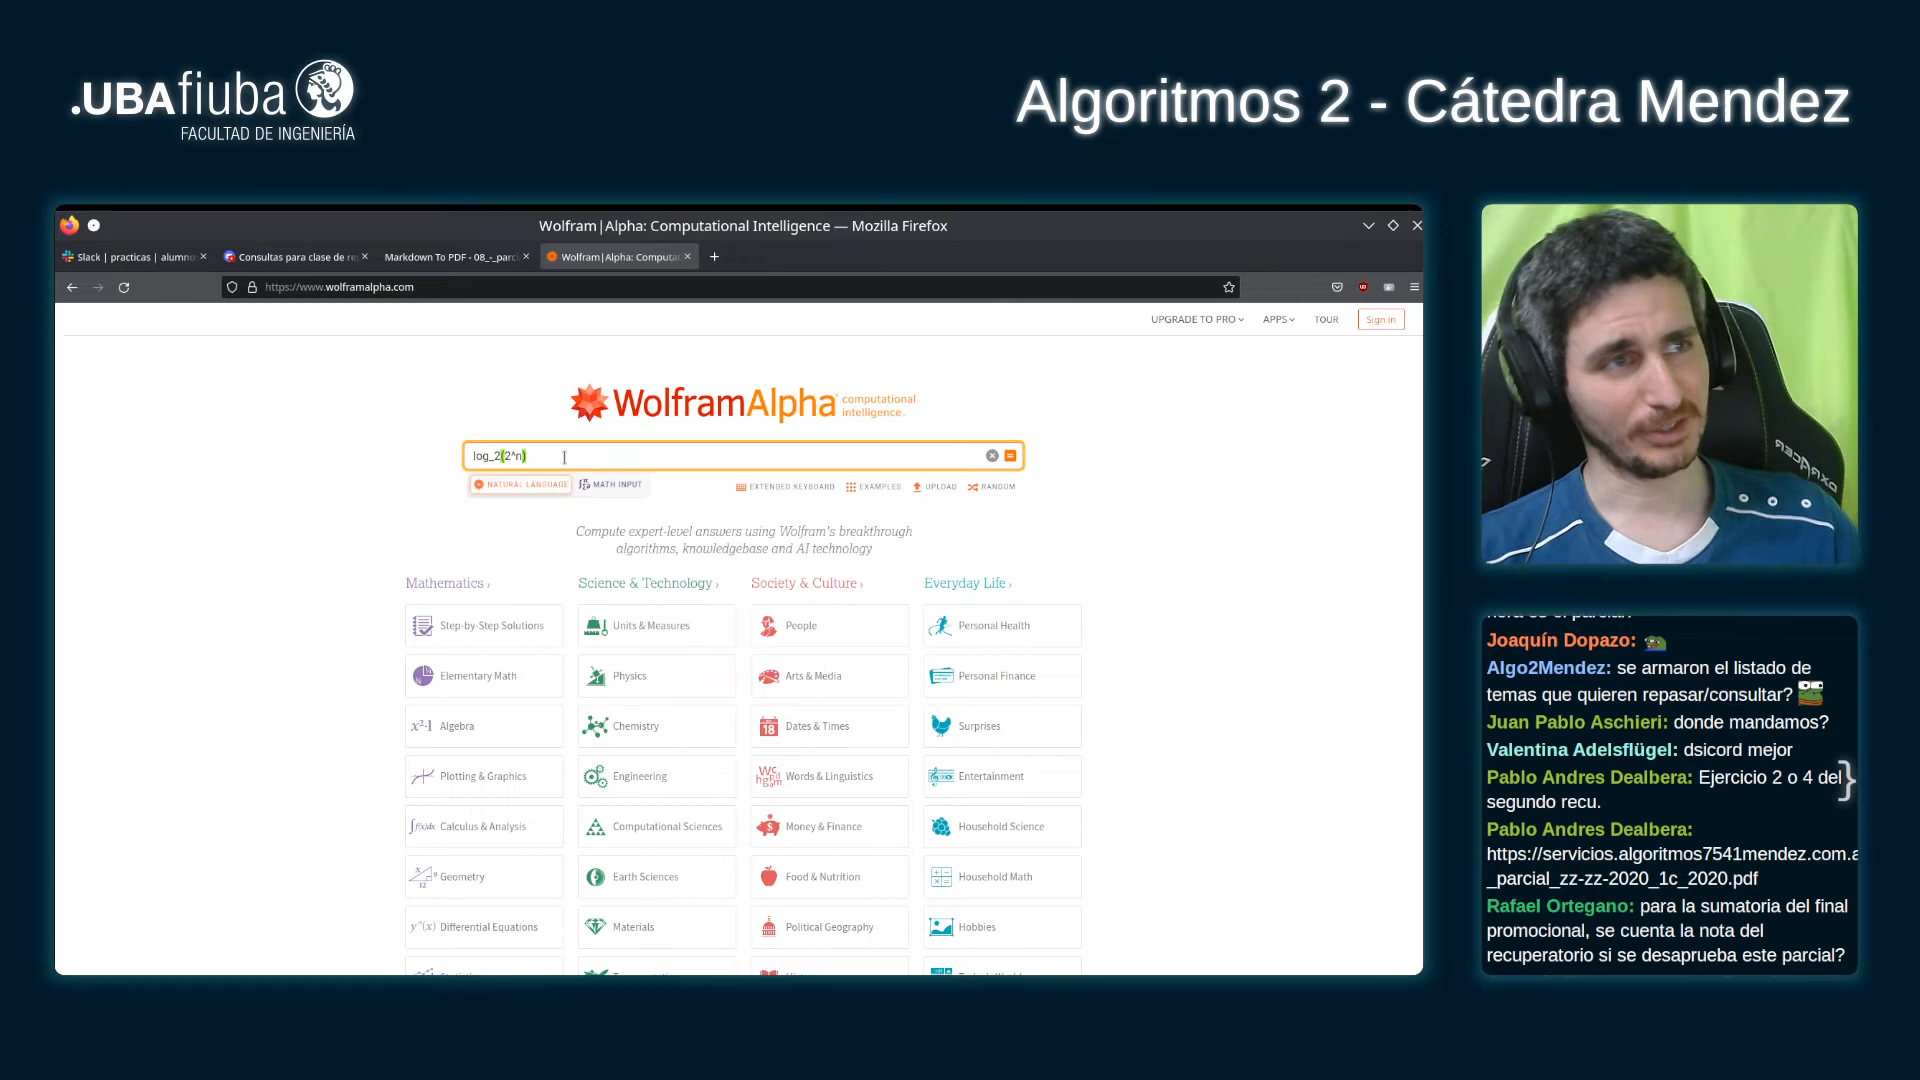 .UBAfiuba
FACULTAD DE INGENIERÍA
Algoritmos 2 - Cátedra Mendez
Wolfram|Alpha: Computational Intelligence — Mozilla Firefox
Slack | practicas | alumno
Consultas para clase de re
Markdown To PDF - 08_-_parc
Wolfram|Alpha: Computat
https://www.wolframalpha.com
UPGRADE TO PRO
APPS
TOUR
Sign in
WolframAlpha computational intelligence.
log_2(2^n)
NATURAL LANGUAGE
MATH INPUT
EXTENDED KEYBOARD
EXAMPLES
UPLOAD
RANDOM
Compute expert-level answers using Wolfram's breakthrough
algorithms, knowledgebase and AI technology
Mathematics ›
Science & Technology ›
Society & Culture ›
Everyday Life ›
Step-by-Step Solutions
Units & Measures
People
Personal Health
Elementary Math
Physics
Arts & Media
Personal Finance
Algebra
Chemistry
Dates & Times
Surprises
Plotting & Graphics
Engineering
Words & Linguistics
Entertainment
Calculus & Analysis
Computational Sciences
Money & Finance
Household Science
Geometry
Earth Sciences
Food & Nutrition
Household Math
Differential Equations
Materials
Political Geography
Hobbies
Joaquín Dopazo:
Algo2Mendez: se armaron el listado de
temas que quieren repasar/consultar?
Juan Pablo Aschieri: donde mandamos?
Valentina Adelsflügel: dsicord mejor
Pablo Andres Dealbera: Ejercicio 2 o 4 del
segundo recu.
Pablo Andres Dealbera:
https://servicios.algoritmos7541mendez.com.a
_parcial_zz-zz-2020_1c_2020.pdf
Rafael Ortegano: para la sumatoria del final
promocional, se cuenta la nota del
recuperatorio si se desaprueba este parcial?